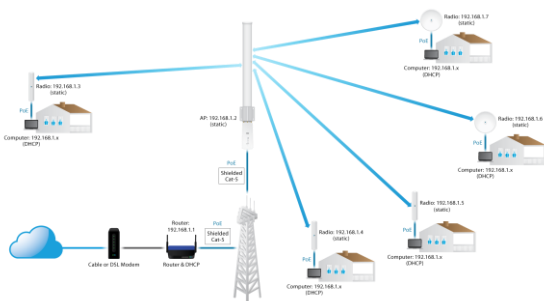 Radio: 192.168.1.7
(static)
PoE
Computer: 192.168.1.x
(DHCP)
Radio: 192.168.1.3
(static)
PoE
Computer: 192.168.1.x
(DHCP)
AP: 192.168.1.2
(static)
Radio: 192.168.1.6
(static)
PoE
Computer: 192.168.1.x
(DHCP)
PoE
Shielded
Cat-5
Radio: 192.168.1.5
(static)
PoE
Computer: 192.168.1.x
(DHCP)
Router:
192.168.1.1
PoE
Shielded
Cat-5
Cable or DSL Modem
Router & DHCP
Radio: 192.168.1.4
(static)
PoE
Computer: 192.168.1.x
(DHCP)